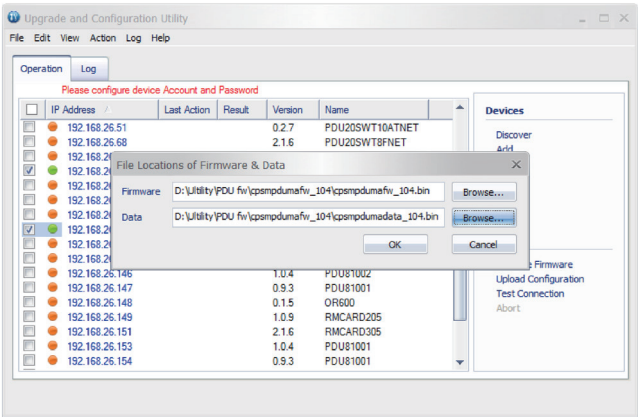 Upgrade and Configuration Utility
File Edit View Action Log Help
Operation Log
Please configure device Account and Password
IP Address Last Action Result Version Name
192.168.26.51 0.2.7 PDU20SWT10ATNET
192.168.26.68 2.1.6 PDU20SWT8FNET
192.168.26.146 1.0.4 PDU81002
192.168.26.147 0.9.3 PDU81001
192.168.26.148 0.1.5 OR600
192.168.26.149 1.0.9 RMCARD205
192.168.26.151 2.1.6 RMCARD305
192.168.26.153 1.0.4 PDU81001
192.168.26.154 0.9.3 PDU81001
File Locations of Firmware & Data
Firmware D:\Ultility\PDU fw\cpsmpdumafw_104\cpsmpdumafw_104.bin Browse...
Data D:\Ultility\PDU fw\cpsmpdumafw_104\cpsmpdumadata_104.bin Browse...
OK Cancel
Devices
Discover
Add
Firmware
Upload Configuration
Test Connection
Abort